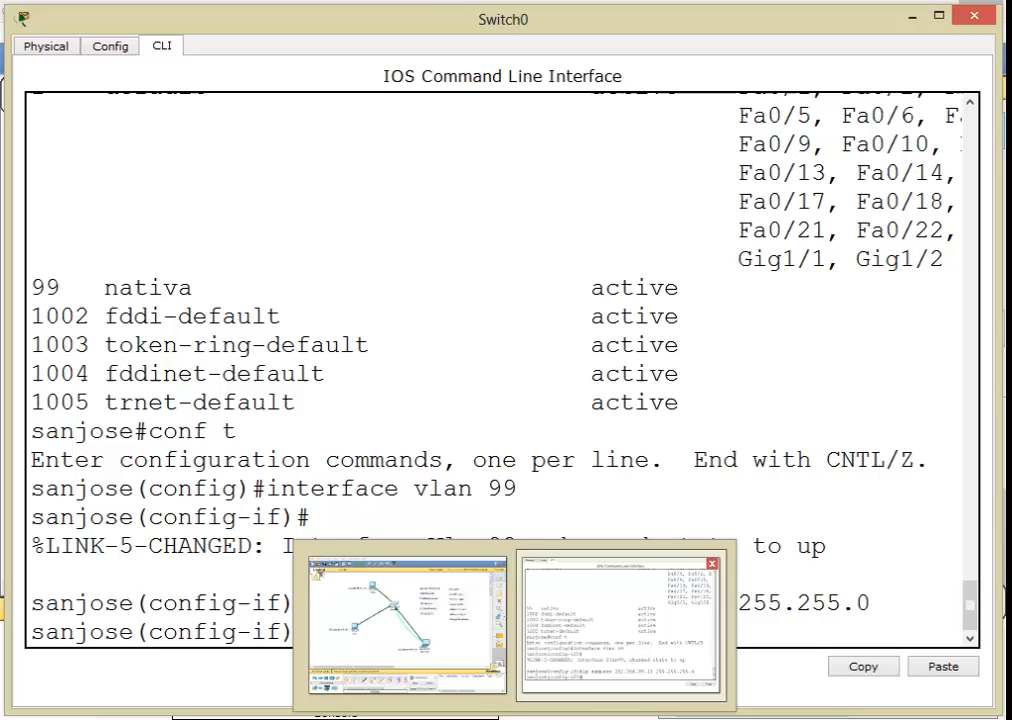 Switch0
Physical Config CLI
IOS Command Line Interface
Fa0/5, Fa0/6,
Fa0/9, Fa0/10,
Fa0/13, Fa0/14,
Fa0/17, Fa0/18,
Fa0/21, Fa0/22,
Gig1/1, Gig1/2
99 nativa active
1002 fddi-default active
1003 token-ring-default active
1004 fddinet-default active
1005 trnet-default active
sanjose#conf t
Enter configuration commands, one per line. End with CNTL/Z.
sanjose(config)#interface vlan 99
sanjose(config-if)#
%LINK-5-CHANGED: to up
sanjose(config-if) 255.255.0
sanjose(config-if)
Copy Paste